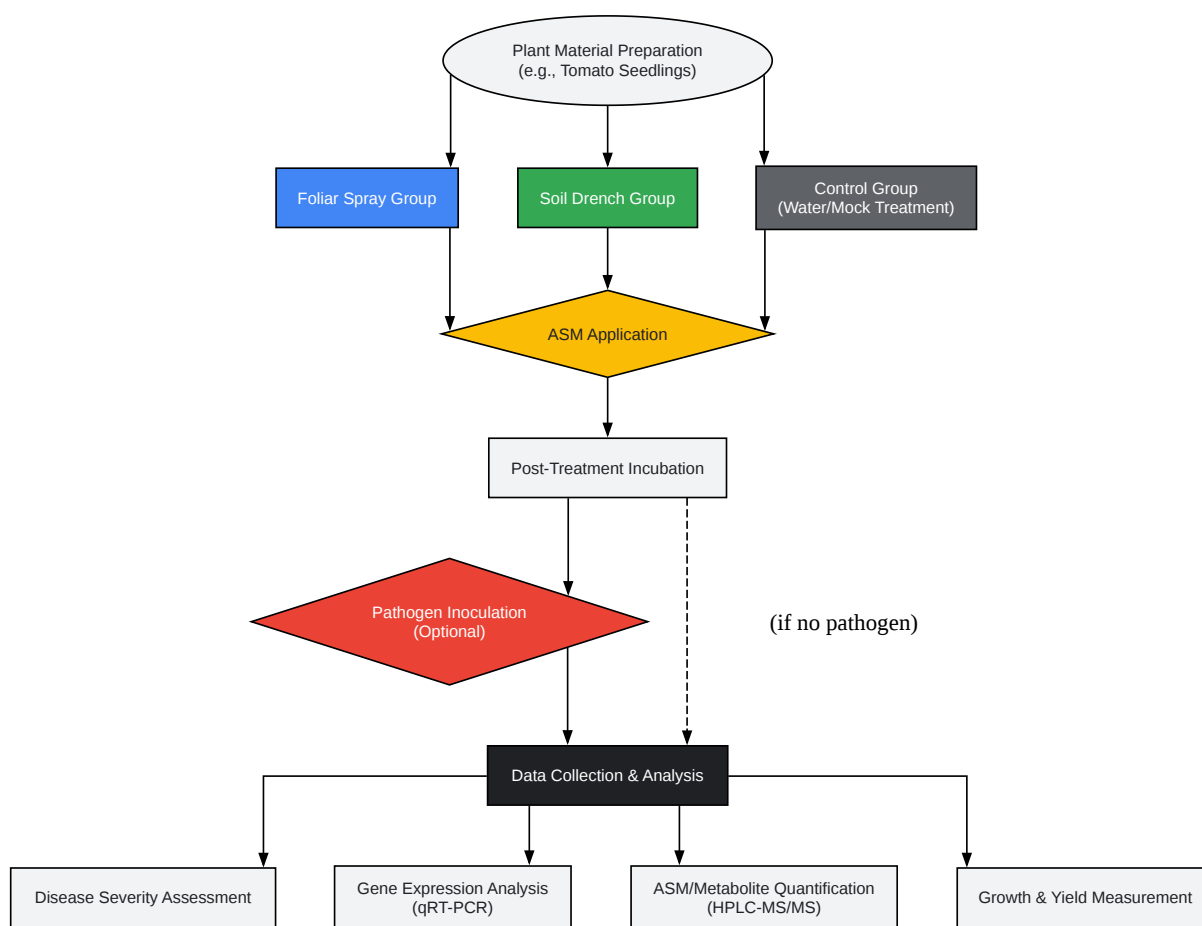 Plant Material Preparation
(e.g., Tomato Seedlings)
Foliar Spray Group
Soil Drench Group
Control Group
(Water/Mock Treatment)
ASM Application
Post-Treatment Incubation
Pathogen Inoculation
(Optional)
(if no pathogen)
Data Collection & Analysis
Disease Severity Assessment
Gene Expression Analysis
(qRT-PCR)
ASM/Metabolite Quantification
(HPLC-MS/MS)
Growth & Yield Measurement